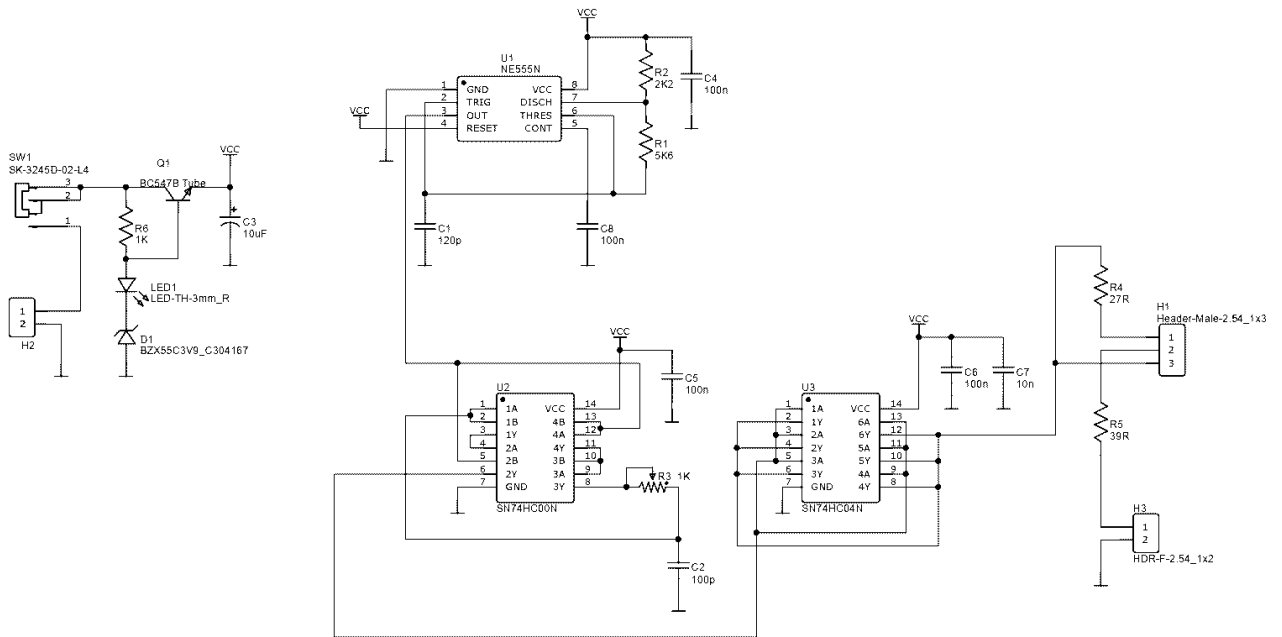 SW1
SK-3245D-02-L4
3
2
1
Q1
BC547B Tube
VCC
R6
1K
C3
10uF
LED1
LED-TH-3mm_R
D1
BZX55C3V9_C304167
1
2
H2
VCC
U1
NE555N
1 GND VCC 8
2 TRIG DISCH 7
3 OUT THRES 6
4 RESET CONT 5
VCC
R2
2K2
C4
100n
R1
5K6
C1
120p
C8
100n
VCC
C5
100n
U2
1 1A VCC 14
2 1B 4B 13
3 1Y 4A 12
4 2A 4Y 11
5 2B 3B 10
6 2Y 3A 9
7 GND 3Y 8
SN74HC00N
R3 1K
C2
100p
VCC
C6
100n
C7
10n
U3
1 1A VCC 14
2 1Y 6A 13
3 2A 6Y 12
4 2Y 5A 11
5 3A 5Y 10
6 3Y 4A 9
7 GND 4Y 8
SN74HC04N
R4
27R
H1
Header-Male-2.54_1x3
1
2
3
R5
39R
H3
1
2
HDR-F-2.54_1x2